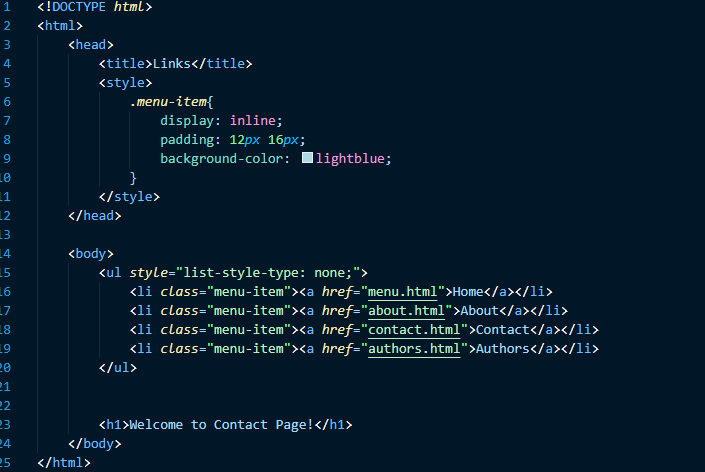 1 <!DOCTYPE html>
2 <html>
3     <head>
4         <title>Links</title>
5         <style>
6             .menu-item{
7                 display: inline;
8                 padding: 12px 16px;
9                 background-color: lightblue;
10             }
11         </style>
12     </head>
13
14     <body>
15         <ul style="list-style-type: none;">
16             <li class="menu-item"><a href="menu.html">Home</a></li>
17             <li class="menu-item"><a href="about.html">About</a></li>
18             <li class="menu-item"><a href="contact.html">Contact</a></li>
19             <li class="menu-item"><a href="authors.html">Authors</a></li>
20         </ul>
21
22
23         <h1>Welcome to Contact Page!</h1>
24     </body>
25 </html>